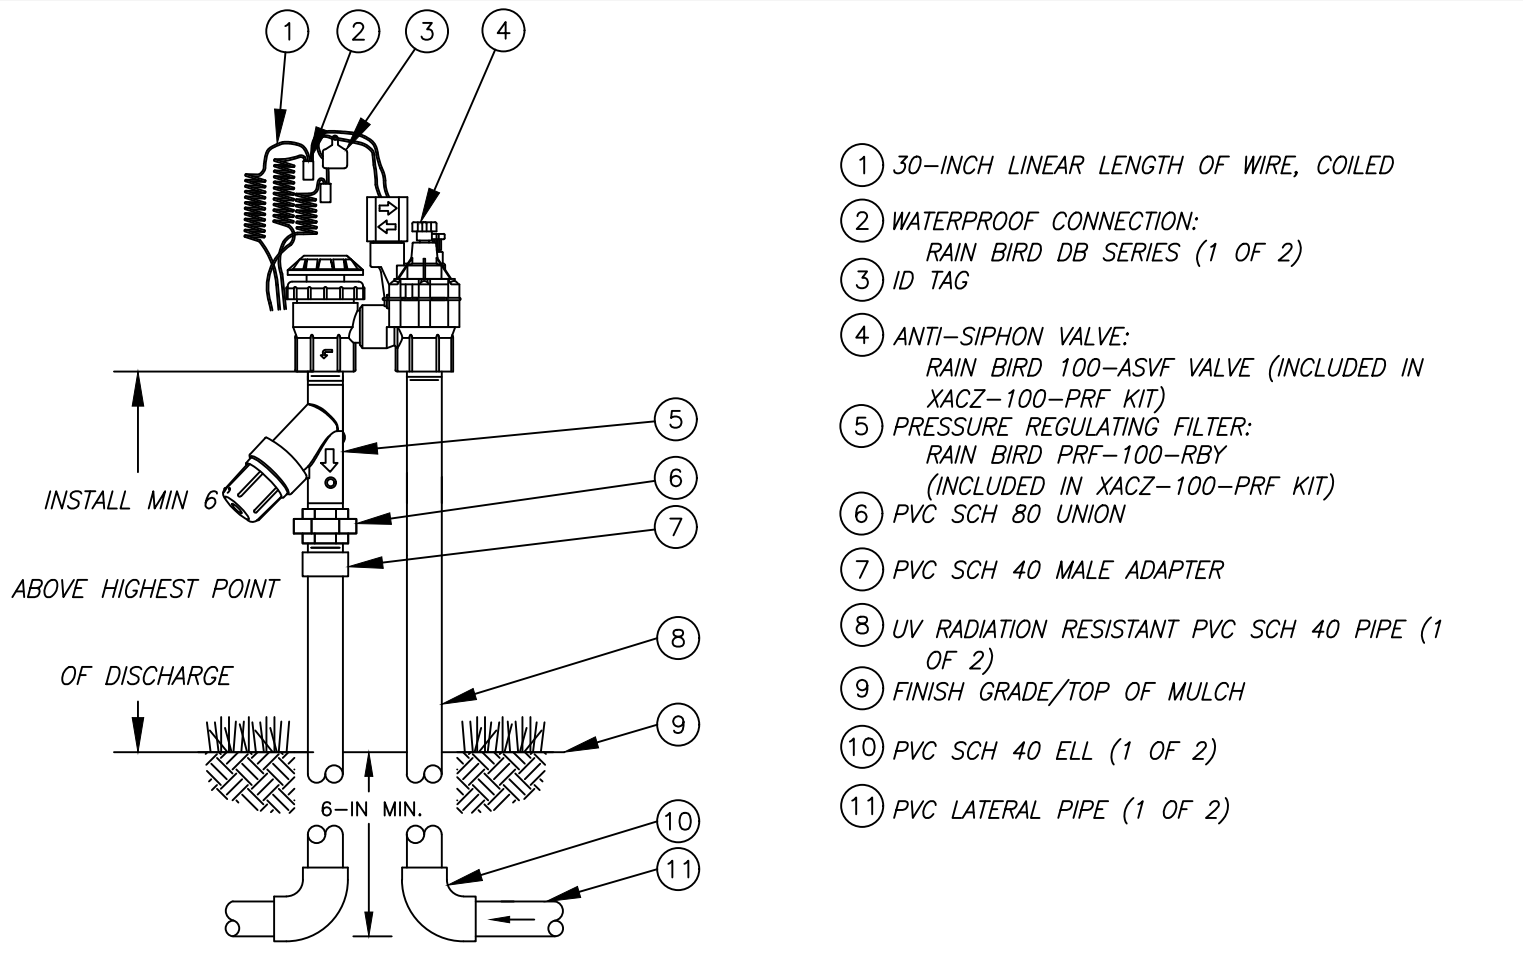 1
2
3
4
5
6
7
8
9
10
11
INSTALL MIN 6
ABOVE HIGHEST POINT
OF DISCHARGE
6-IN MIN.
1 30-INCH LINEAR LENGTH OF WIRE, COILED
2 WATERPROOF CONNECTION:
RAIN BIRD DB SERIES (1 OF 2)
3 ID TAG
4 ANTI-SIPHON VALVE:
RAIN BIRD 100-ASVF VALVE (INCLUDED IN
XACZ-100-PRF KIT)
5 PRESSURE REGULATING FILTER:
RAIN BIRD PRF-100-RBY
(INCLUDED IN XACZ-100-PRF KIT)
6 PVC SCH 80 UNION
7 PVC SCH 40 MALE ADAPTER
8 UV RADIATION RESISTANT PVC SCH 40 PIPE (1
OF 2)
9 FINISH GRADE/TOP OF MULCH
10 PVC SCH 40 ELL (1 OF 2)
11 PVC LATERAL PIPE (1 OF 2)